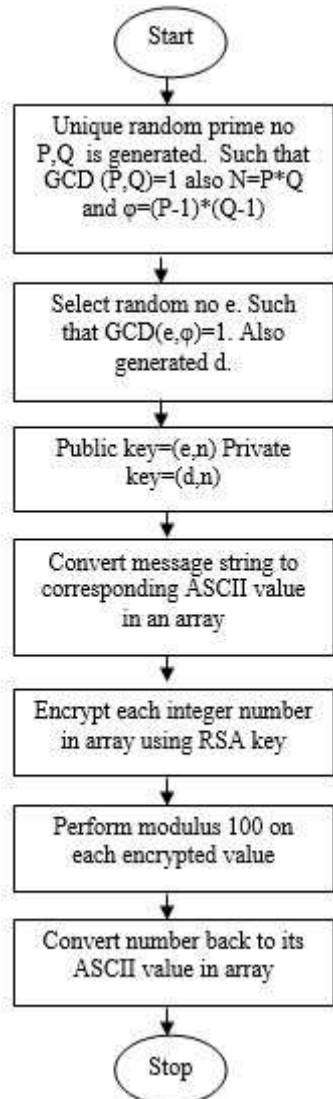 Start
Unique random prime no
P,Q is generated. Such that
GCD (P,Q)=1 also N=P*Q
and φ=(P-1)*(Q-1)
Select random no e. Such
that GCD(e,φ)=1. Also
generated d.
Public key=(e,n) Private
key=(d,n)
Convert message string to
corresponding ASCII value
in an array
Encrypt each integer number
in array using RSA key
Perform modulus 100 on
each encrypted value
Convert number back to its
ASCII value in array
Stop